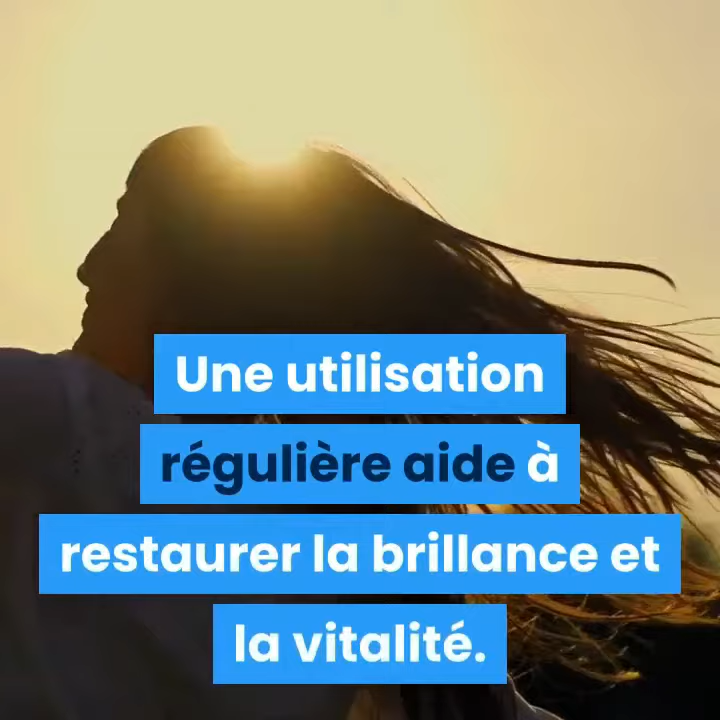 Une utilisation
régulière aide à
restaurer la brillance et
la vitalité.